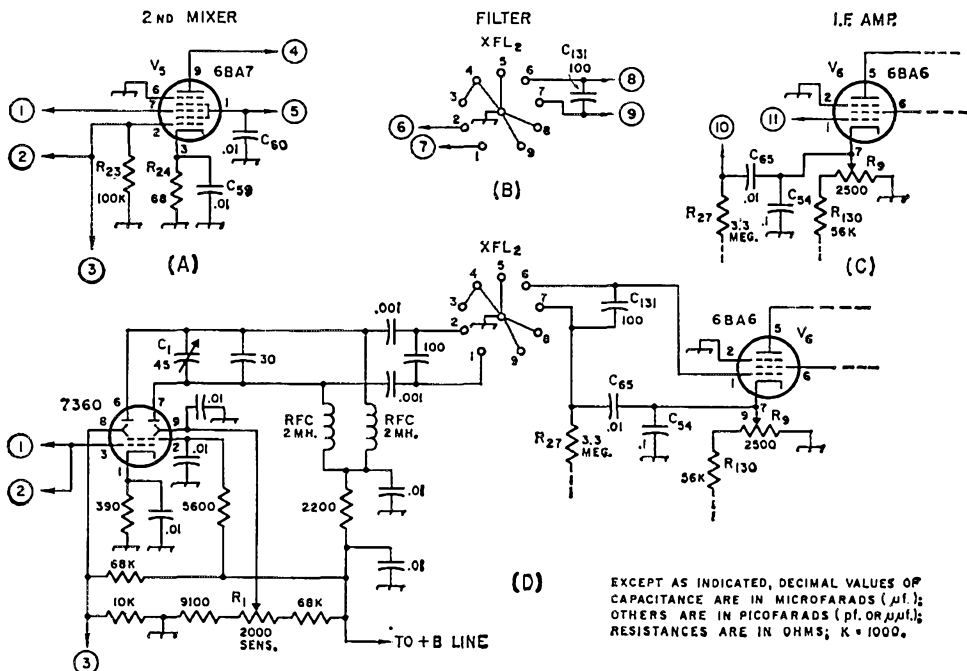 2ND MIXER
FILTER
I.F. AMP.
4
V5
9
6BA7
6
1
7
1
5
2
3
2
R23
100K
R24
68
C60
.01
C59
.01
3
(A)
XFL2
5
4
6
C131
100
8
3
7
9
6
2
8
7
1
9
(B)
V6
5
6BA6
2
6
10
11
1
7
C65
.01
R9
2500
C54
.1
R27
3.3
MEG.
R130
56K
(C)
XFL2
5
4
6
3
7
2
8
1
9
.001
100
.001
C1
45
30
C131
100
6BA6
V6
5
2
6
1
9
7
R9
2500
C65
.01
C54
.1
R27
3.3
MEG.
R130
56K
7360
6
7
8
9
3
2
1
.01
.01
1
2
390
.01
5600
RFC
2MH.
RFC
2MH.
2200
.01
.01
68K
10K
9100
R1
2000
SENS.
68K
3
TO +B LINE
(D)
EXCEPT AS INDICATED, DECIMAL VALUES OF
CAPACITANCE ARE IN MICROFARADS (μf.);
OTHERS ARE IN PICOFARADS (pf. OR μμf.);
RESISTANCES ARE IN OHMS; K = 1000.